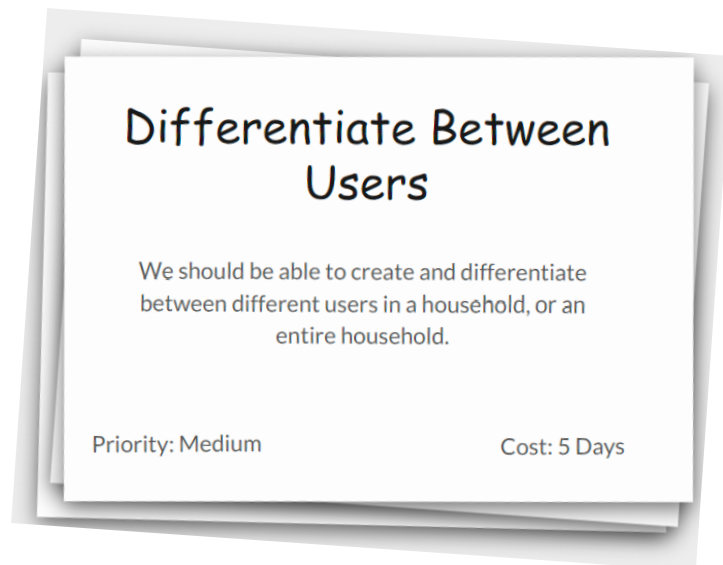 Differentiate Between
Users
We should be able to create and differentiate
between different users in a household, or an
entire household.
Priority: Medium
Cost: 5 Days